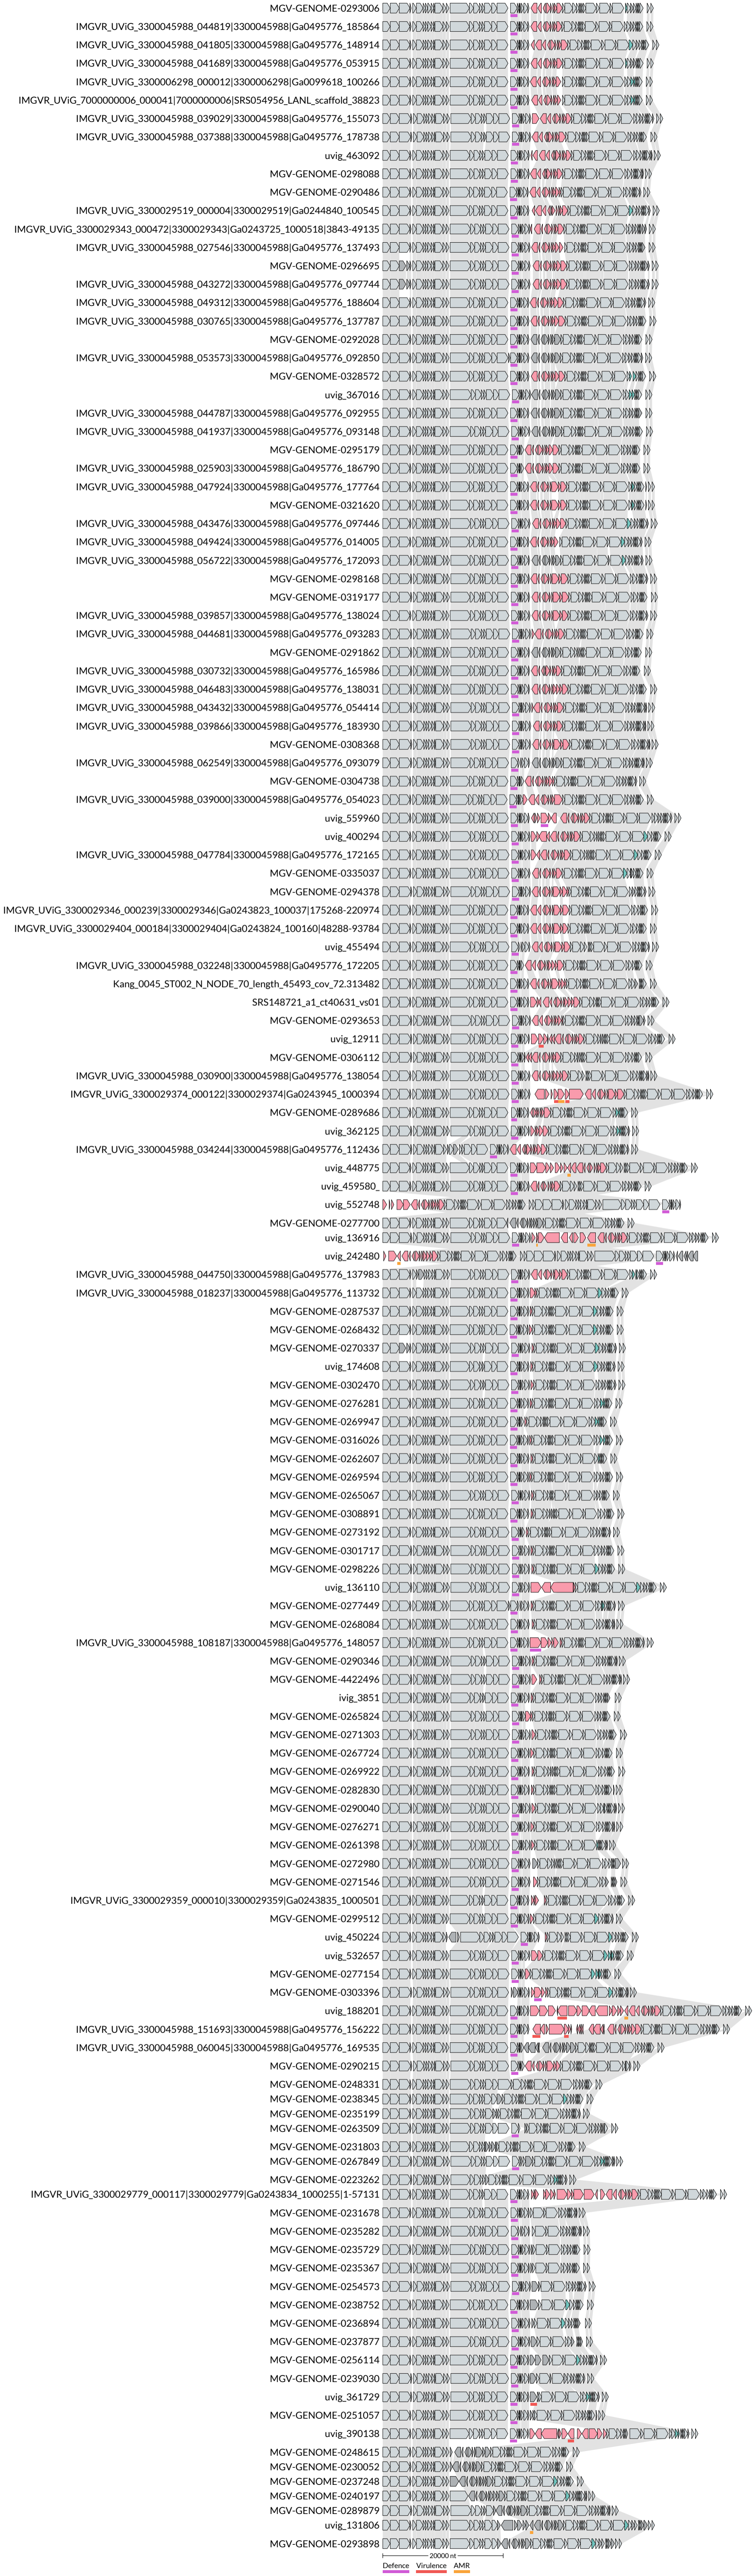 MGV-GENOME-0293006
IMGVR_UViG_3300045988_044819|3300045988|Ga0495776_185864
IMGVR_UViG_3300045988_041805|3300045988|Ga0495776_148914
IMGVR_UViG_3300045988_041689|3300045988|Ga0495776_053915
IMGVR_UViG_3300006298_000012|3300006298|Ga0099618_100266
IMGVR_UViG_7000000006_000041|7000000006|SRS054956_LANL_scaffold_38823
IMGVR_UViG_3300045988_039029|3300045988|Ga0495776_155073
IMGVR_UViG_3300045988_037388|3300045988|Ga0495776_178738
uvig_463092
MGV-GENOME-0298088
MGV-GENOME-0290486
IMGVR_UViG_3300029519_000004|3300029519|Ga0244840_100545
IMGVR_UViG_3300029343_000472|3300029343|Ga0243725_1000518|3843-49135
IMGVR_UViG_3300045988_027546|3300045988|Ga0495776_137493
MGV-GENOME-0296695
IMGVR_UViG_3300045988_043272|3300045988|Ga0495776_097744
IMGVR_UViG_3300045988_049312|3300045988|Ga0495776_188604
IMGVR_UViG_3300045988_030765|3300045988|Ga0495776_137787
MGV-GENOME-0292028
IMGVR_UViG_3300045988_053573|3300045988|Ga0495776_092850
MGV-GENOME-0328572
uvig_367016
IMGVR_UViG_3300045988_044787|3300045988|Ga0495776_092955
IMGVR_UViG_3300045988_041937|3300045988|Ga0495776_093148
MGV-GENOME-0295179
IMGVR_UViG_3300045988_025903|3300045988|Ga0495776_186790
IMGVR_UViG_3300045988_047924|3300045988|Ga0495776_177764
MGV-GENOME-0321620
IMGVR_UViG_3300045988_043476|3300045988|Ga0495776_097446
IMGVR_UViG_3300045988_049424|3300045988|Ga0495776_014005
IMGVR_UViG_3300045988_056722|3300045988|Ga0495776_172093
MGV-GENOME-0298168
MGV-GENOME-0319177
IMGVR_UViG_3300045988_039857|3300045988|Ga0495776_138024
IMGVR_UViG_3300045988_044681|3300045988|Ga0495776_093283
MGV-GENOME-0291862
IMGVR_UViG_3300045988_030732|3300045988|Ga0495776_165986
IMGVR_UViG_3300045988_046483|3300045988|Ga0495776_138031
IMGVR_UViG_3300045988_043432|3300045988|Ga0495776_054414
IMGVR_UViG_3300045988_039866|3300045988|Ga0495776_183930
MGV-GENOME-0308368
IMGVR_UViG_3300045988_062549|3300045988|Ga0495776_093079
MGV-GENOME-0304738
IMGVR_UViG_3300045988_039000|3300045988|Ga0495776_054023
uvig_559960
uvig_400294
IMGVR_UViG_3300045988_047784|3300045988|Ga0495776_172165
MGV-GENOME-0335037
MGV-GENOME-0294378
IMGVR_UViG_3300029346_000239|3300029346|Ga0243823_100037|175268-220974
IMGVR_UViG_3300029404_000184|3300029404|Ga0243824_100160|48288-93784
uvig_455494
IMGVR_UViG_3300045988_032248|3300045988|Ga0495776_172205
Kang_0045_ST002_N_NODE_70_length_45493_cov_72.313482
SRS148721_a1_ct40631_vs01
MGV-GENOME-0293653
uvig_12911
MGV-GENOME-0306112
IMGVR_UViG_3300045988_030900|3300045988|Ga0495776_138054
IMGVR_UViG_3300029374_000122|3300029374|Ga0243945_1000394
MGV-GENOME-0289686
uvig_362125
IMGVR_UViG_3300045988_034244|3300045988|Ga0495776_112436
uvig_448775
uvig_459580_
uvig_552748
MGV-GENOME-0277700
uvig_136916
uvig_242480
IMGVR_UViG_3300045988_044750|3300045988|Ga0495776_137983
IMGVR_UViG_3300045988_018237|3300045988|Ga0495776_113732
MGV-GENOME-0287537
MGV-GENOME-0268432
MGV-GENOME-0270337
uvig_174608
MGV-GENOME-0302470
MGV-GENOME-0276281
MGV-GENOME-0269947
MGV-GENOME-0316026
MGV-GENOME-0262607
MGV-GENOME-0269594
MGV-GENOME-0265067
MGV-GENOME-0308891
MGV-GENOME-0273192
MGV-GENOME-0301717
MGV-GENOME-0298226
uvig_136110
MGV-GENOME-0277449
MGV-GENOME-0268084
IMGVR_UViG_3300045988_108187|3300045988|Ga0495776_148057
MGV-GENOME-0290346
MGV-GENOME-4422496
ivig_3851
MGV-GENOME-0265824
MGV-GENOME-0271303
MGV-GENOME-0267724
MGV-GENOME-0269922
MGV-GENOME-0282830
MGV-GENOME-0290040
MGV-GENOME-0276271
MGV-GENOME-0261398
MGV-GENOME-0272980
MGV-GENOME-0271546
IMGVR_UViG_3300029359_000010|3300029359|Ga0243835_1000501
MGV-GENOME-0299512
uvig_450224
uvig_532657
MGV-GENOME-0277154
MGV-GENOME-0303396
uvig_188201
IMGVR_UViG_3300045988_151693|3300045988|Ga0495776_156222
IMGVR_UViG_3300045988_060045|3300045988|Ga0495776_169535
MGV-GENOME-0290215
MGV-GENOME-0248331
MGV-GENOME-0238345
MGV-GENOME-0235199
MGV-GENOME-0263509
MGV-GENOME-0231803
MGV-GENOME-0267849
MGV-GENOME-0223262
IMGVR_UViG_3300029779_000117|3300029779|Ga0243834_1000255|1-57131
MGV-GENOME-0231678
MGV-GENOME-0235282
MGV-GENOME-0235729
MGV-GENOME-0235367
MGV-GENOME-0254573
MGV-GENOME-0238752
MGV-GENOME-0236894
MGV-GENOME-0237877
MGV-GENOME-0256114
MGV-GENOME-0239030
uvig_361729
MGV-GENOME-0251057
uvig_390138
MGV-GENOME-0248615
MGV-GENOME-0230052
MGV-GENOME-0237248
MGV-GENOME-0240197
MGV-GENOME-0289879
uvig_131806
MGV-GENOME-0293898
20000 nt
Defence Virulence AMR